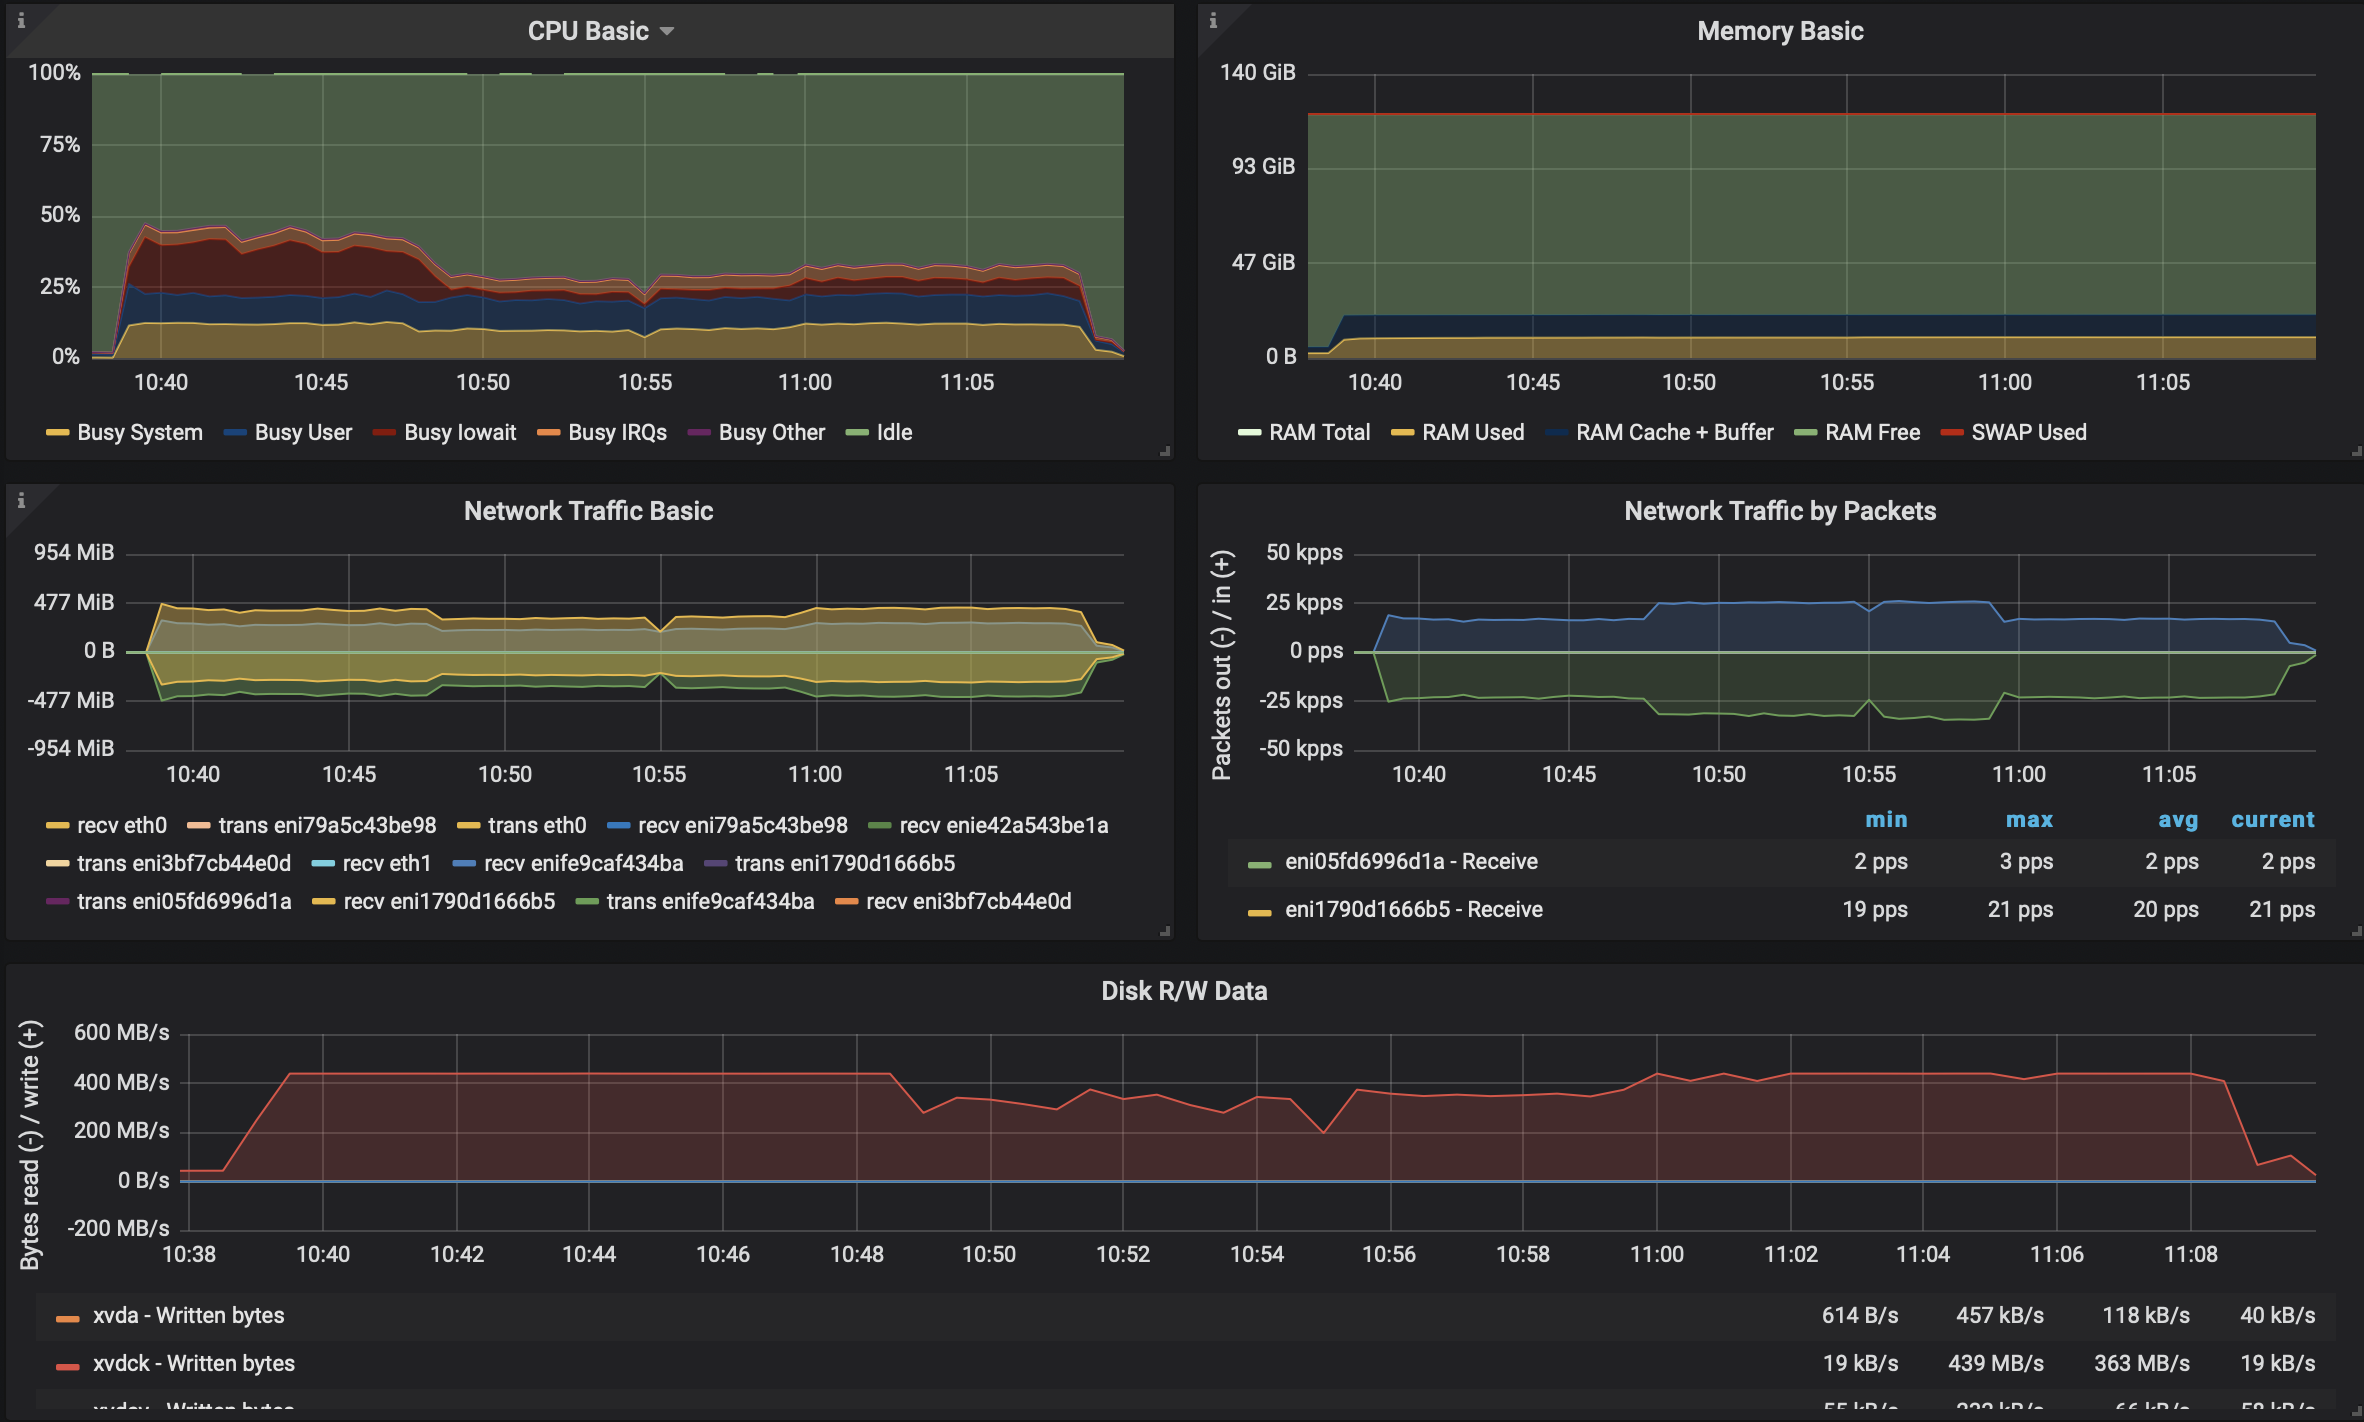 CPU Basic
100%
75%
50%
25%
0%
10:40 10:45 10:50 10:55 11:00 11:05
Busy System Busy User Busy Iowait Busy IRQs Busy Other Idle
Memory Basic
140 GiB
93 GiB
47 GiB
0 B
10:40 10:45 10:50 10:55 11:00 11:05
RAM Total RAM Used RAM Cache + Buffer RAM Free SWAP Used
Network Traffic Basic
954 MiB
477 MiB
0 B
-477 MiB
-954 MiB
10:40 10:45 10:50 10:55 11:00 11:05
recv eth0 trans eni79a5c43be98 trans eth0 recv eni79a5c43be98 recv enie42a543be1a
trans eni3bf7cb44e0d recv eth1 recv enife9caf434ba trans eni1790d1666b5
trans eni05fd6996d1a recv eni1790d1666b5 trans enife9caf434ba recv eni3bf7cb44e0d
Network Traffic by Packets
Packets out (-) / in (+)
50 kpps
25 kpps
0 pps
-25 kpps
-50 kpps
10:40 10:45 10:50 10:55 11:00 11:05
min max avg current
eni05fd6996d1a - Receive 2 pps 3 pps 2 pps 2 pps
eni1790d1666b5 - Receive 19 pps 21 pps 20 pps 21 pps
Disk R/W Data
Bytes read (-) / write (+)
600 MB/s
400 MB/s
200 MB/s
0 B/s
-200 MB/s
10:38 10:40 10:42 10:44 10:46 10:48 10:50 10:52 10:54 10:56 10:58 11:00 11:02 11:04 11:06 11:08
xvda - Written bytes 614 B/s 457 kB/s 118 kB/s 40 kB/s
xvdck - Written bytes 19 kB/s 439 MB/s 363 MB/s 19 kB/s
- Written bytes